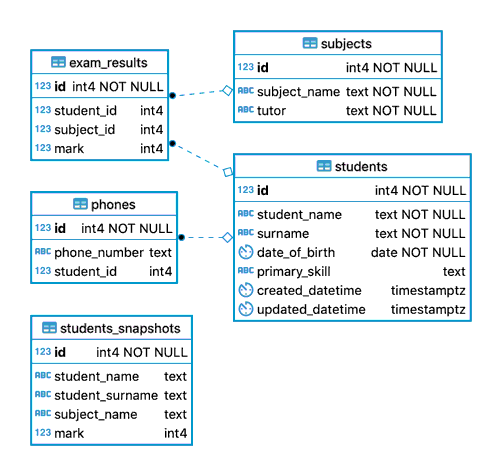 exam_results
123 id int4 NOT NULL
123 student_id int4
123 subject_id int4
123 mark int4
subjects
123 id int4 NOT NULL
ABC subject_name text NOT NULL
ABC tutor text NOT NULL
students
123 id int4 NOT NULL
ABC student_name text NOT NULL
ABC surname text NOT NULL
date_of_birth date NOT NULL
ABC primary_skill text
created_datetime timestamptz
updated_datetime timestamptz
phones
123 id int4 NOT NULL
ABC phone_number text
123 student_id int4
students_snapshots
123 id int4 NOT NULL
ABC student_name text
ABC student_surname text
ABC subject_name text
123 mark int4